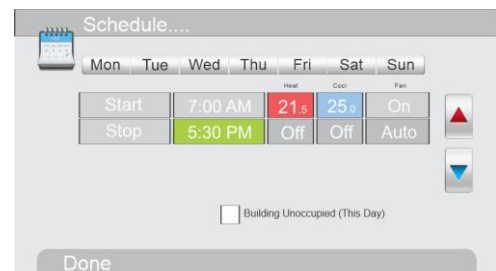 Schedule....
Mon Tue Wed Thu Fri Sat Sun
Heat Cool Fan
Start 7:00 AM 21.5 25.0 On
Stop 5:30 PM Off Off Auto
Building Unoccupied (This Day)
Done